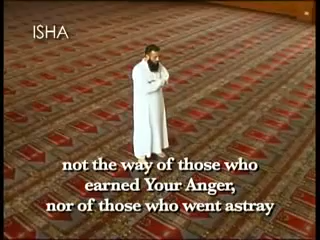 ISHA
not the way of those who
earned Your Anger,
nor of those who went astray